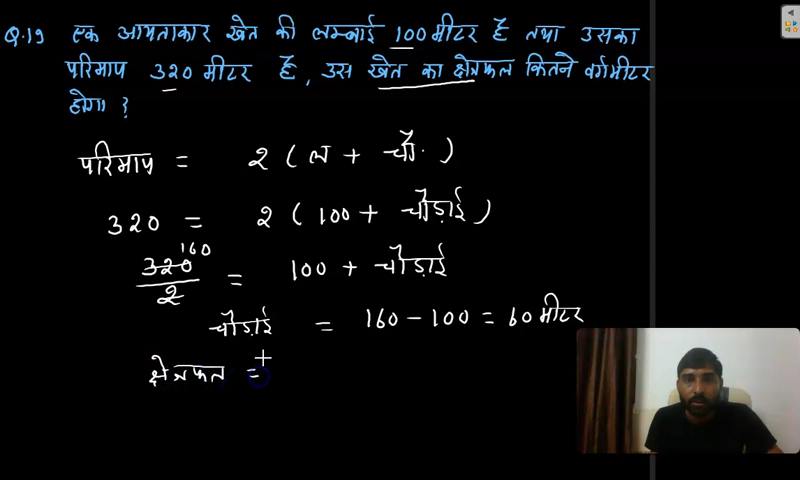 Q.19 एक आयताकार खेत की लम्बाई 100 मीटर है तथा उसका
परिमाप 320 मीटर है, उस खेत का क्षेत्रफल कितने वर्गमीटर
होगा ?
परिमाप = 2 ( ल + चौ. )
320 = 2 ( 100 + चौड़ाई )
320/2 160 = 100 + चौड़ाई
चौड़ाई = 160 - 100 = 60 मीटर
क्षेत्रफल =